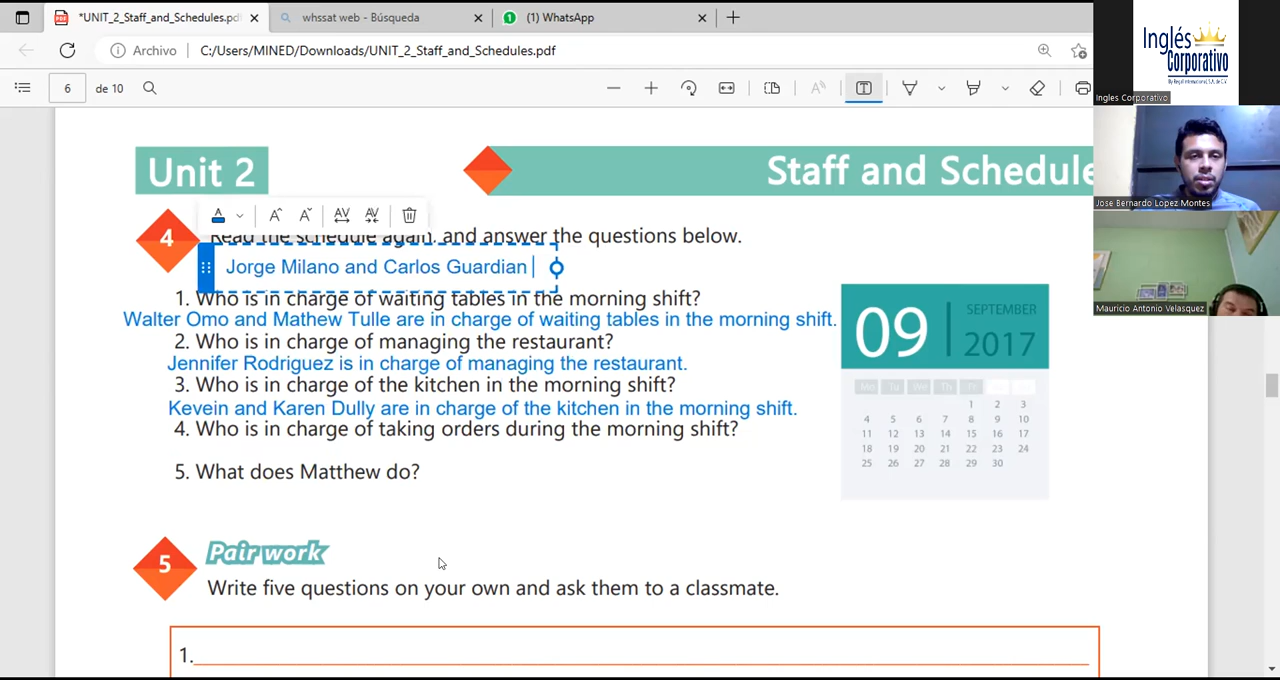 *UNIT_2_Staff_and_Schedules.pdf
whssat web - Búsqueda
(1) WhatsApp
Archivo
C:/Users/MINED/Downloads/UNIT_2_Staff_and_Schedules.pdf
6
de 10
Unit 2
Staff and Schedule
4
Read the schedule again, and answer the questions below.
Jorge Milano and Carlos Guardian
1. Who is in charge of waiting tables in the morning shift?
Walter Omo and Mathew Tulle are in charge of waiting tables in the morning shift.
2. Who is in charge of managing the restaurant?
Jennifer Rodriguez is in charge of managing the restaurant.
3. Who is in charge of the kitchen in the morning shift?
Kevein and Karen Dully are in charge of the kitchen in the morning shift.
4. Who is in charge of taking orders during the morning shift?
5. What does Matthew do?
09
SEPTEMBER
2017
Mo Tu We Th Fr
1 2 3
4 5 6 7 8 9 10
11 12 13 14 15 16 17
18 19 20 21 22 23 24
25 26 27 28 29 30
5
Pair work
Write five questions on your own and ask them to a classmate.
1.
Inglés
Corporativo
Ingles Corporativo
Jose Bernardo Lopez Montes
Mauricio Antonio Velasquez